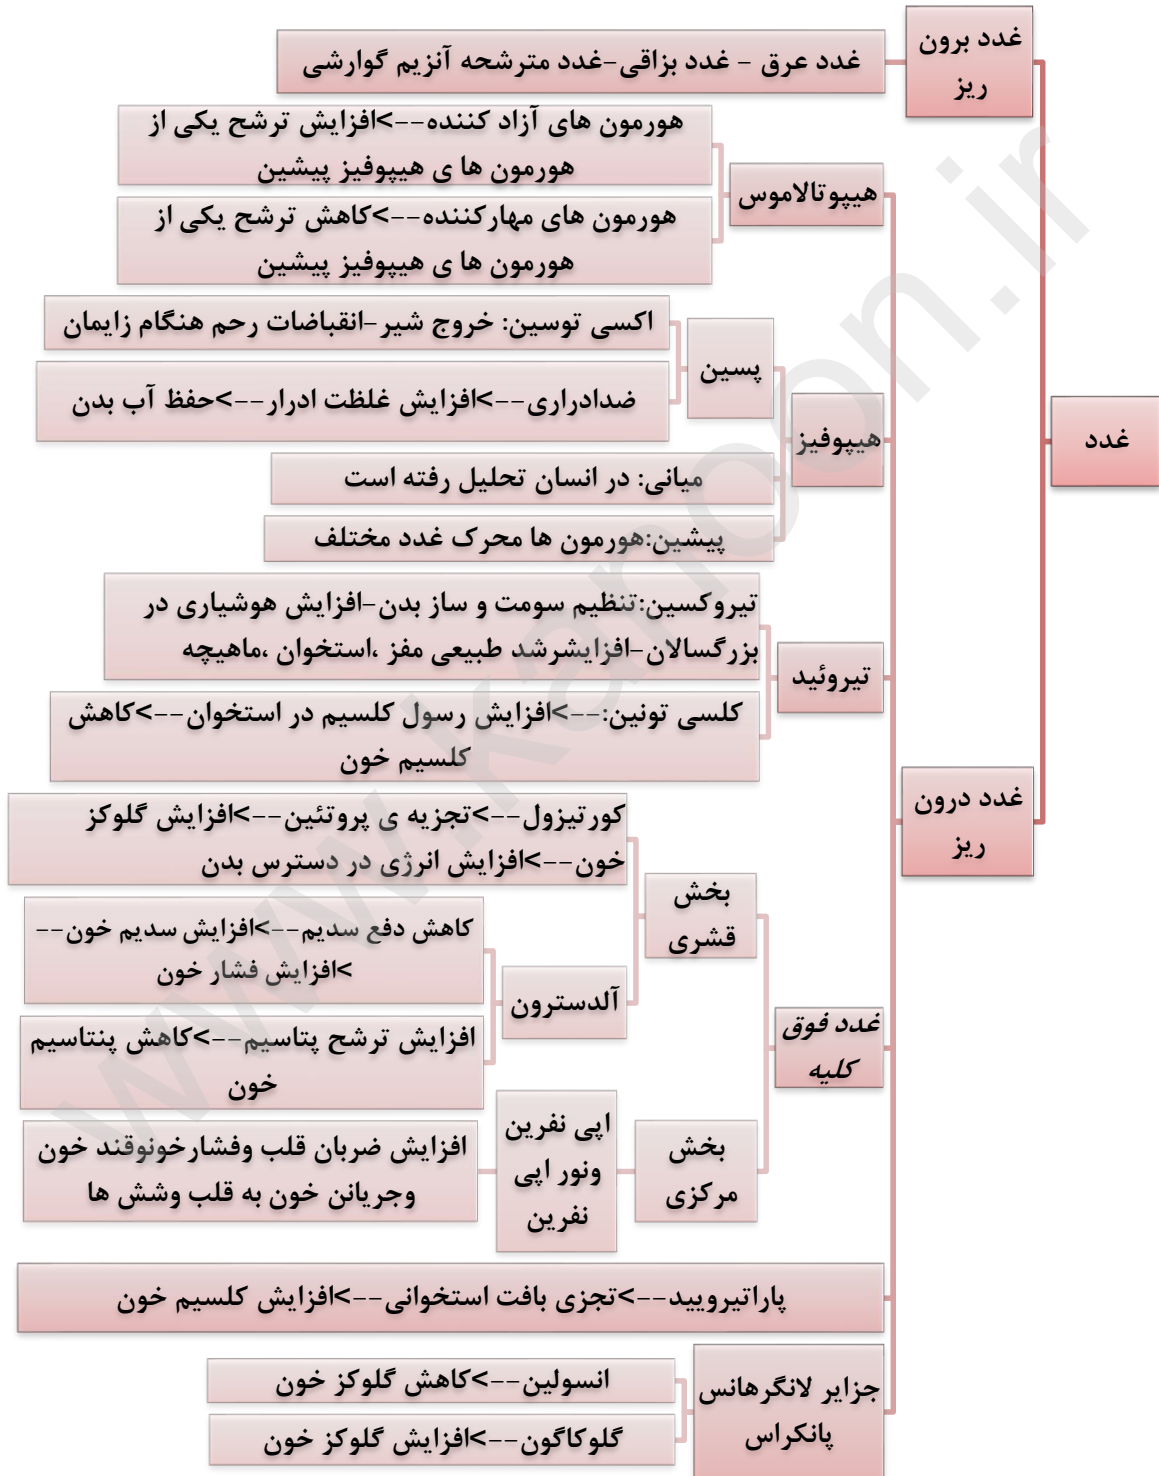 غدد
غدد برون
ریز
غدد عرق - غدد بزاقی-غدد مترشحه آنزیم گوارشی
غدد درون
ریز
هیپوتالاموس
هورمون های آزاد کننده-->افزایش ترشح یکی از
هورمون ها ی هیپوفیز پیشین
هورمون های مهارکننده-->کاهش ترشح یکی از
هورمون ها ی هیپوفیز پیشین
هیپوفیز
پسین
اکسی توسین: خروج شیر-انقباضات رحم هنگام زایمان
ضدادراری-->افزایش غلظت ادرار-->حفظ آب بدن
میانی: در انسان تحلیل رفته است
پیشین:هورمون ها محرک غدد مختلف
تیروئید
تیروکسین:تنظیم سومت و ساز بدن-افزایش هوشیاری در
بزرگسالان-افزایشرشد طبیعی مفز ،استخوان ،ماهیچه
کلسی تونین:-->افزایش رسول کلسیم در استخوان-->کاهش
کلسیم خون
غدد فوق
کلیه
بخش
قشری
کورتیزول-->تجزیه ی پروتئین-->افزایش گلوکز
خون-->افزایش انرژی در دسترس بدن
آلدسترون
کاهش دفع سدیم-->افزایش سدیم خون--
>افزایش فشار خون
افزایش ترشح پتاسیم-->کاهش پنتاسیم
خون
بخش
مرکزی
اپی نفرین
ونور اپی
نفرین
افزایش ضربان قلب وفشارخونوقند خون
وجریانن خون به قلب وشش ها
پاراتیرویید-->تجزی بافت استخوانی-->افزایش کلسیم خون
جزایر لانگرهانس
پانکراس
انسولین-->کاهش گلوکز خون
گلوکاگون-->افزایش گلوکز خون
www.kanoon.ir